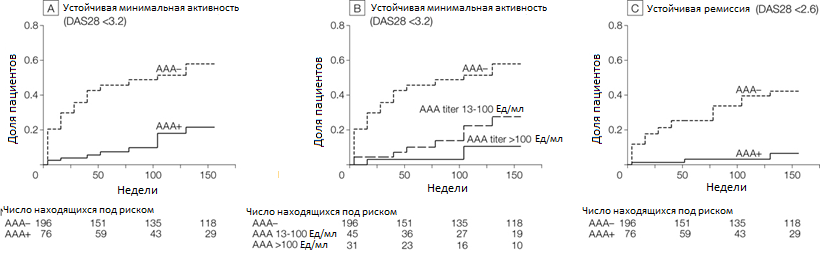 A Устойчивая минимальная активность
(DAS28 <3.2)
Доля пациентов
0.8
0.6
0.4
0.2
0
50
100
150
AAA–
AAA+
Недели
Число находящихся под риском
AAA– 196 151 135 118
AAA+ 76 59 43 29
B Устойчивая минимальная активность
(DAS28 <3.2)
Доля пациентов
0.8
0.6
0.4
0.2
0
50
100
150
AAA–
AAA titer 13-100 Ед/мл
AAA titer >100 Ед/мл
Недели
Число находящихся под риском
AAA– 196 151 135 118
AAA 13-100 Ед/мл 45 36 27 19
AAA >100 Ед/мл 31 23 16 10
C Устойчивая ремиссия (DAS28 <2.6)
Доля пациентов
0.8
0.6
0.4
0.2
0
50
100
150
AAA–
AAA+
Недели
Число находящихся под риском
AAA– 196 151 135 118
AAA+ 76 59 43 29